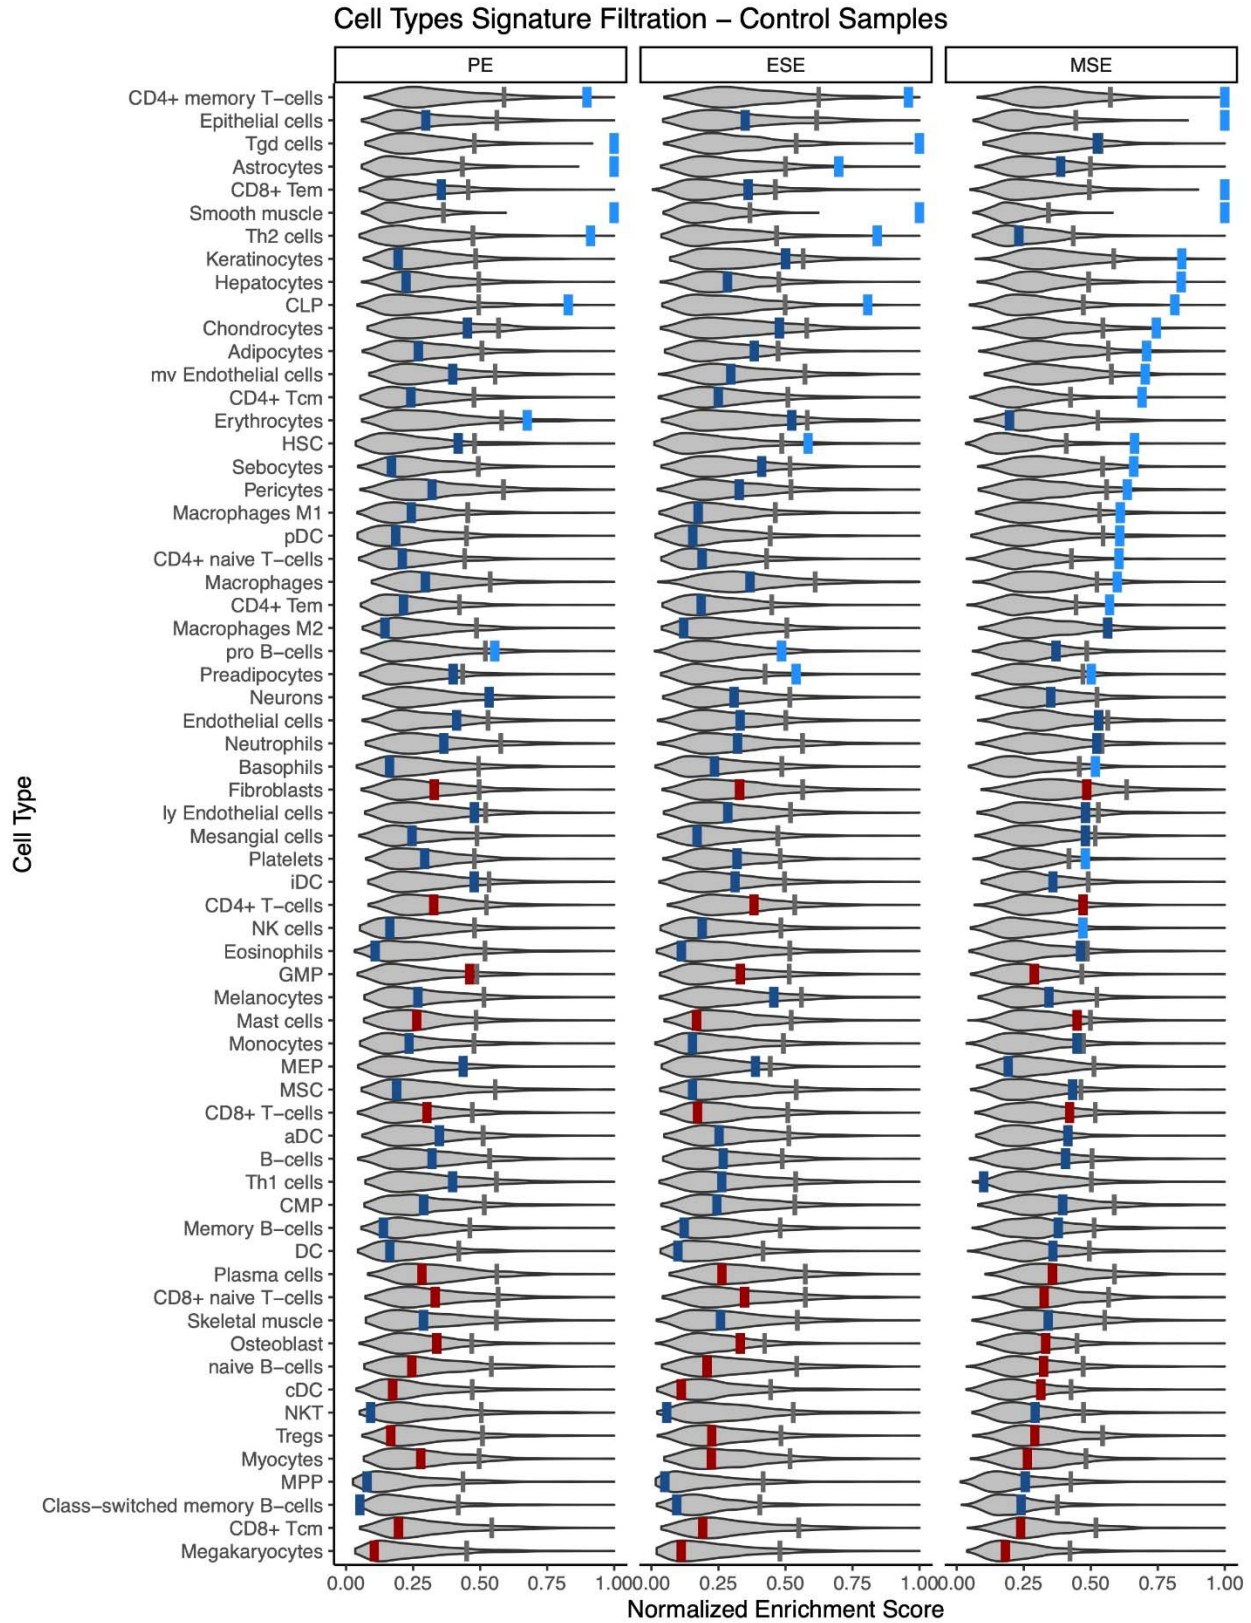 Cell Types Signature Filtration – Control Samples
PE ESE MSE
CD4+ memory T−cells
Epithelial cells
Tgd cells
Astrocytes
CD8+ Tem
Smooth muscle
Th2 cells
Keratinocytes
Hepatocytes
CLP
Chondrocytes
Adipocytes
mv Endothelial cells
CD4+ Tcm
Erythrocytes
HSC
Sebocytes
Pericytes
Macrophages M1
pDC
CD4+ naive T−cells
Macrophages
CD4+ Tem
Macrophages M2
pro B−cells
Preadipocytes
Neurons
Endothelial cells
Neutrophils
Basophils
Fibroblasts
ly Endothelial cells
Mesangial cells
Platelets
iDC
CD4+ T−cells
NK cells
Eosinophils
GMP
Melanocytes
Mast cells
Monocytes
MEP
MSC
CD8+ T−cells
aDC
B−cells
Th1 cells
CMP
Memory B−cells
DC
Plasma cells
CD8+ naive T−cells
Skeletal muscle
Osteoblast
naive B−cells
cDC
NKT
Tregs
Myocytes
MPP
Class−switched memory B−cells
CD8+ Tcm
Megakaryocytes
Cell Type
0.00 0.25 0.50 0.75 1.00 0.00 0.25 0.50 0.75 1.00 0.00 0.25 0.50 0.75 1.00
Normalized Enrichment Score